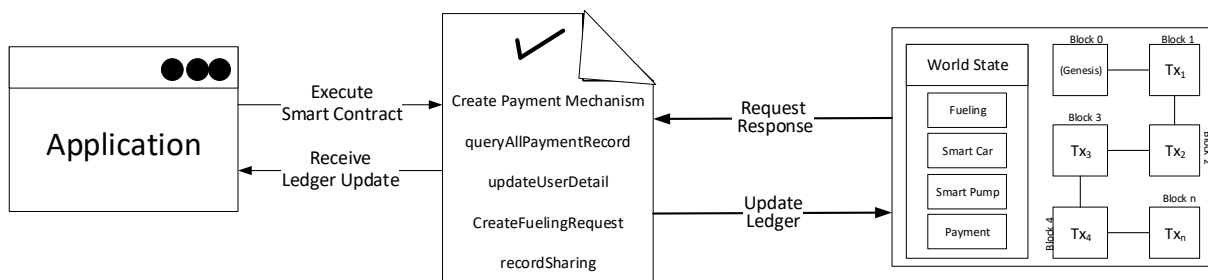 Application
Execute
Smart Contract
Receive
Ledger Update
Create Payment Mechanism
queryAllPaymentRecord
updateUserDetail
CreateFuelingRequest
recordSharing
Request
Response
Update
Ledger
World State
Fueling
Smart Car
Smart Pump
Payment
Block 0
(Genesis)
Block 1
Tx₁
Block 3
Tx₃
Tx₂
Block 2
Block 4
Tx₄
Block n
Txₙ